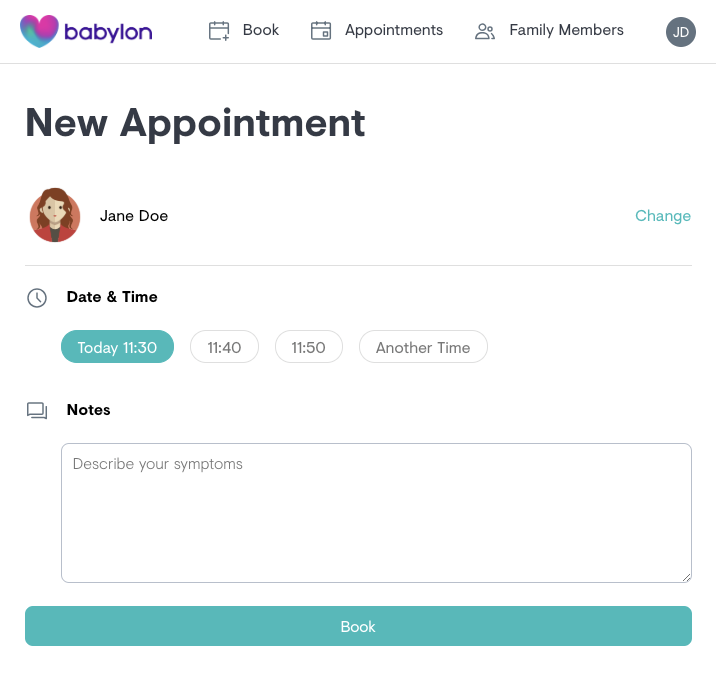 babylon Book Appointments Family Members JD
New Appointment
Jane Doe Change
Date & Time
Today 11:30 11:40 11:50 Another Time
Notes
Describe your symptoms
Book